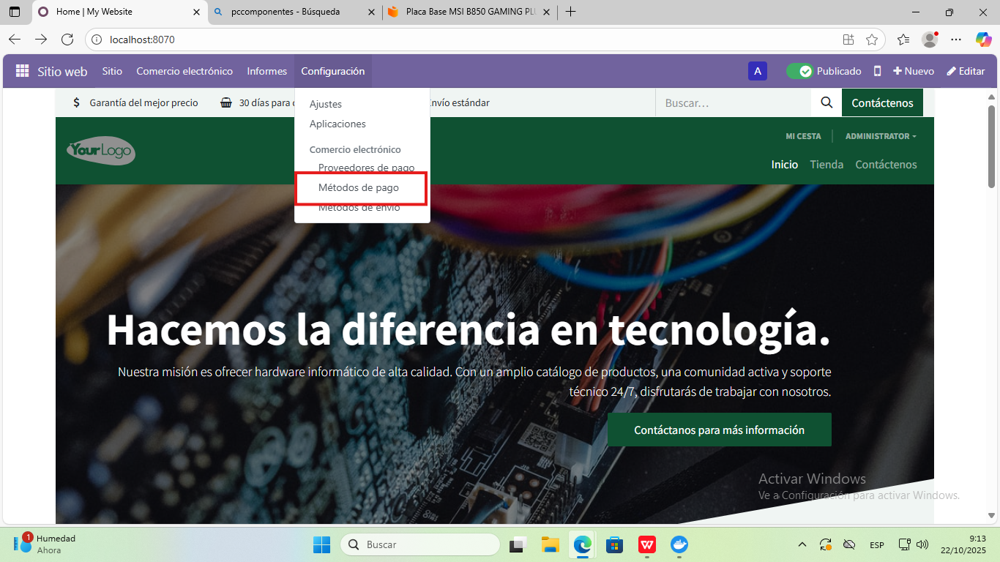 Home | My Website
pccomponentes - Búsqueda
Placa Base MSI B850 GAMING PLU
localhost:8070
Sitio web
Sitio
Comercio electrónico
Informes
Configuración
A
Publicado
Nuevo
Editar
Garantía del mejor precio
30 días para
nvío estándar
Buscar...
Contáctenos
Ajustes
Aplicaciones
Comercio electrónico
Proveedores de pago
Métodos de pago
Métodos de envío
YourLogo
MI CESTA
ADMINISTRATOR
Inicio
Tienda
Contáctenos
Hacemos la diferencia en tecnología.
Nuestra misión es ofrecer hardware informático de alta calidad. Con un amplio catálogo de productos, una comunidad activa y soporte
técnico 24/7, disfrutarás de trabajar con nosotros.
Contáctanos para más información
Activar Windows
Ve a Configuración para activar Windows.
1
Humedad
Ahora
Buscar
ESP
9:13
22/10/2025